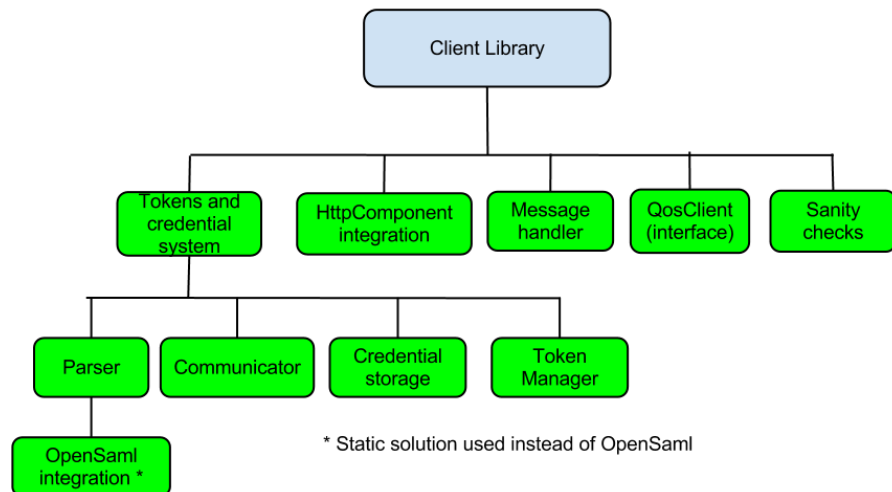 Client Library
Tokens and
credential
system
HttpComponent
integration
Message
handler
QosClient
(interface)
Sanity
checks
Parser
Communicator
Credential
storage
Token
Manager
OpenSaml
integration *
* Static solution used instead of OpenSaml